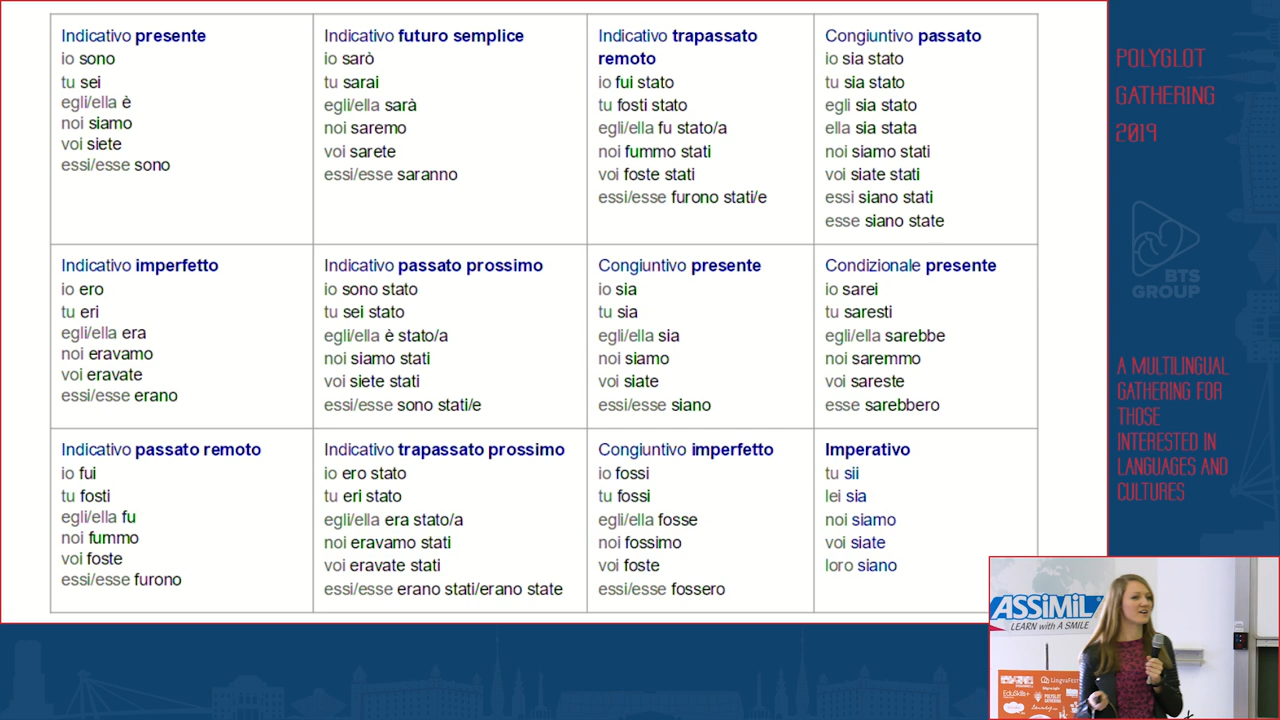 Indicativo presente
io sono
tu sei
egli/ella è
noi siamo
voi siete
essi/esse sono
Indicativo futuro semplice
io sarò
tu sarai
egli/ella sarà
noi saremo
voi sarete
essi/esse saranno
Indicativo trapassato
remoto
io fui stato
tu fosti stato
egli/ella fu stato/a
noi fummo stati
voi foste stati
essi/esse furono stati/e
Congiuntivo passato
io sia stato
tu sia stato
egli sia stato
ella sia stata
noi siamo stati
voi siate stati
essi siano stati
esse siano state
Indicativo imperfetto
io ero
tu eri
egli/ella era
noi eravamo
voi eravate
essi/esse erano
Indicativo passato prossimo
io sono stato
tu sei stato
egli/ella è stato/a
noi siamo stati
voi siete stati
essi/esse sono stati/e
Congiuntivo presente
io sia
tu sia
egli/ella sia
noi siamo
voi siate
essi/esse siano
Condizionale presente
io sarei
tu saresti
egli/ella sarebbe
noi saremmo
voi sareste
esse sarebbero
Indicativo passato remoto
io fui
tu fosti
egli/ella fu
noi fummo
voi foste
essi/esse furono
Indicativo trapassato prossimo
io ero stato
tu eri stato
egli/ella era stato/a
noi eravamo stati
voi eravate stati
essi/esse erano stati/erano state
Congiuntivo imperfetto
io fossi
tu fossi
egli/ella fosse
noi fossimo
voi foste
essi/esse fossero
Imperativo
tu sii
lei sia
noi siamo
voi siate
loro siano
POLYGLOT
GATHERING
2019
BTS
GROUP
A MULTILINGUAL
GATHERING FOR
THOSE
INTERESTED IN
LANGUAGES AND
CULTURES
ASSiMiL
LEARN with A SMILE